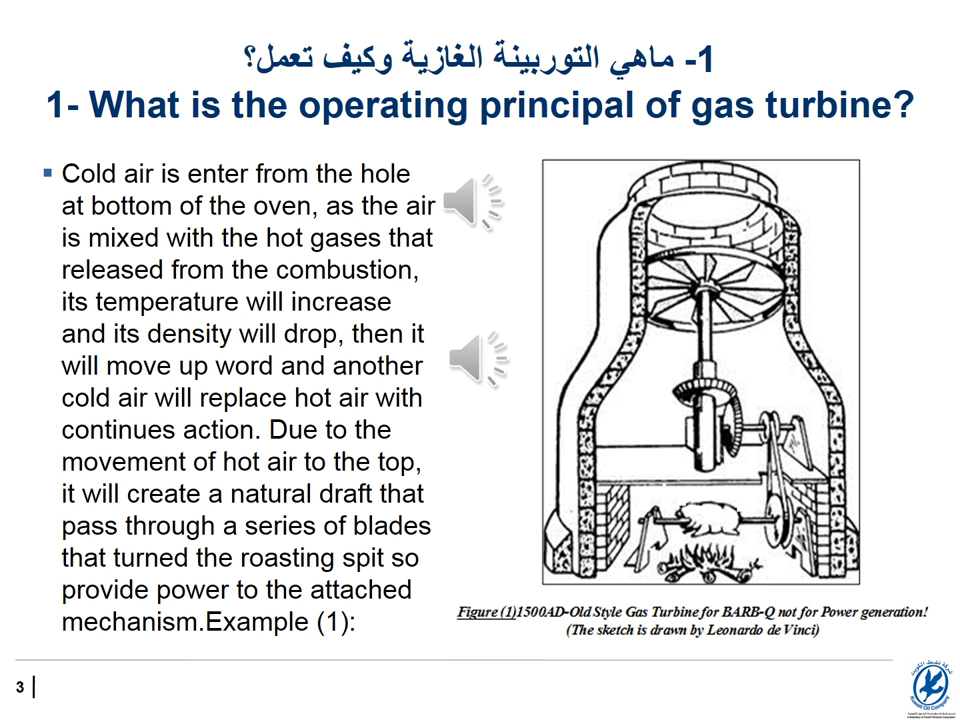 1- ماهي التوربينة الغازية وكيف تعمل؟
1- What is the operating principal of gas turbine?
▪ Cold air is enter from the hole
at bottom of the oven, as the air
is mixed with the hot gases that
released from the combustion,
its temperature will increase
and its density will drop, then it
will move up word and another
cold air will replace hot air with
continues action. Due to the
movement of hot air to the top,
it will create a natural draft that
pass through a series of blades
that turned the roasting spit so
provide power to the attached
mechanism.Example (1):
Figure (1)1500AD-Old Style Gas Turbine for BARB-Q not for Power generation!
(The sketch is drawn by Leonardo de Vinci)
3
شركة نفط الكويت
Kuwait Oil Company